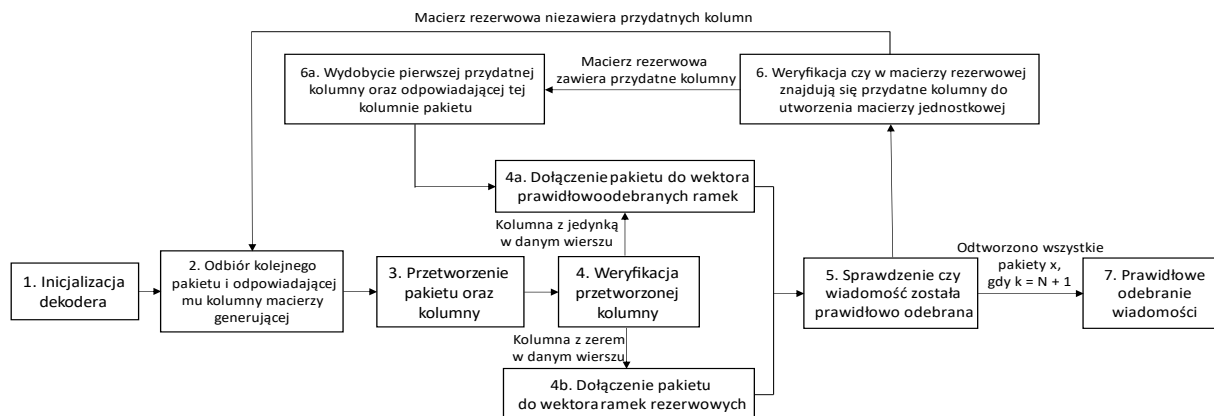 Macierz rezerwowa niezawiera przydatnych kolumn
6a. Wydobycie pierwszej przydatnej
kolumny oraz odpowiadającej tej
kolumnie pakietu
Macierz rezerwowa
zawiera przydatne kolumny
6. Weryfikacja czy w macierzy rezerwowej
znajdują się przydatne kolumny do
utworzenia macierzy jednostkowej
4a. Dołączenie pakietu do wektora
prawidłowo odebranych ramek
Kolumna z jedynką
w danym wierszu
1. Inicjalizacja
dekodera
2. Odbiór kolejnego
pakietu i odpowiadającej
mu kolumny macierzy
generującej
3. Przetworzenie
pakietu oraz
kolumny
4. Weryfikacja
przetworzonej
kolumny
5. Sprawdzenie czy
wiadomość została
prawidłowo odebrana
Odtworzono wszystkie
pakiety x,
gdy k = N + 1
7. Prawidłowe
odebranie
wiadomości
Kolumna z zerem
w danym wierszu
4b. Dołączenie pakietu
do wektora ramek rezerwowych